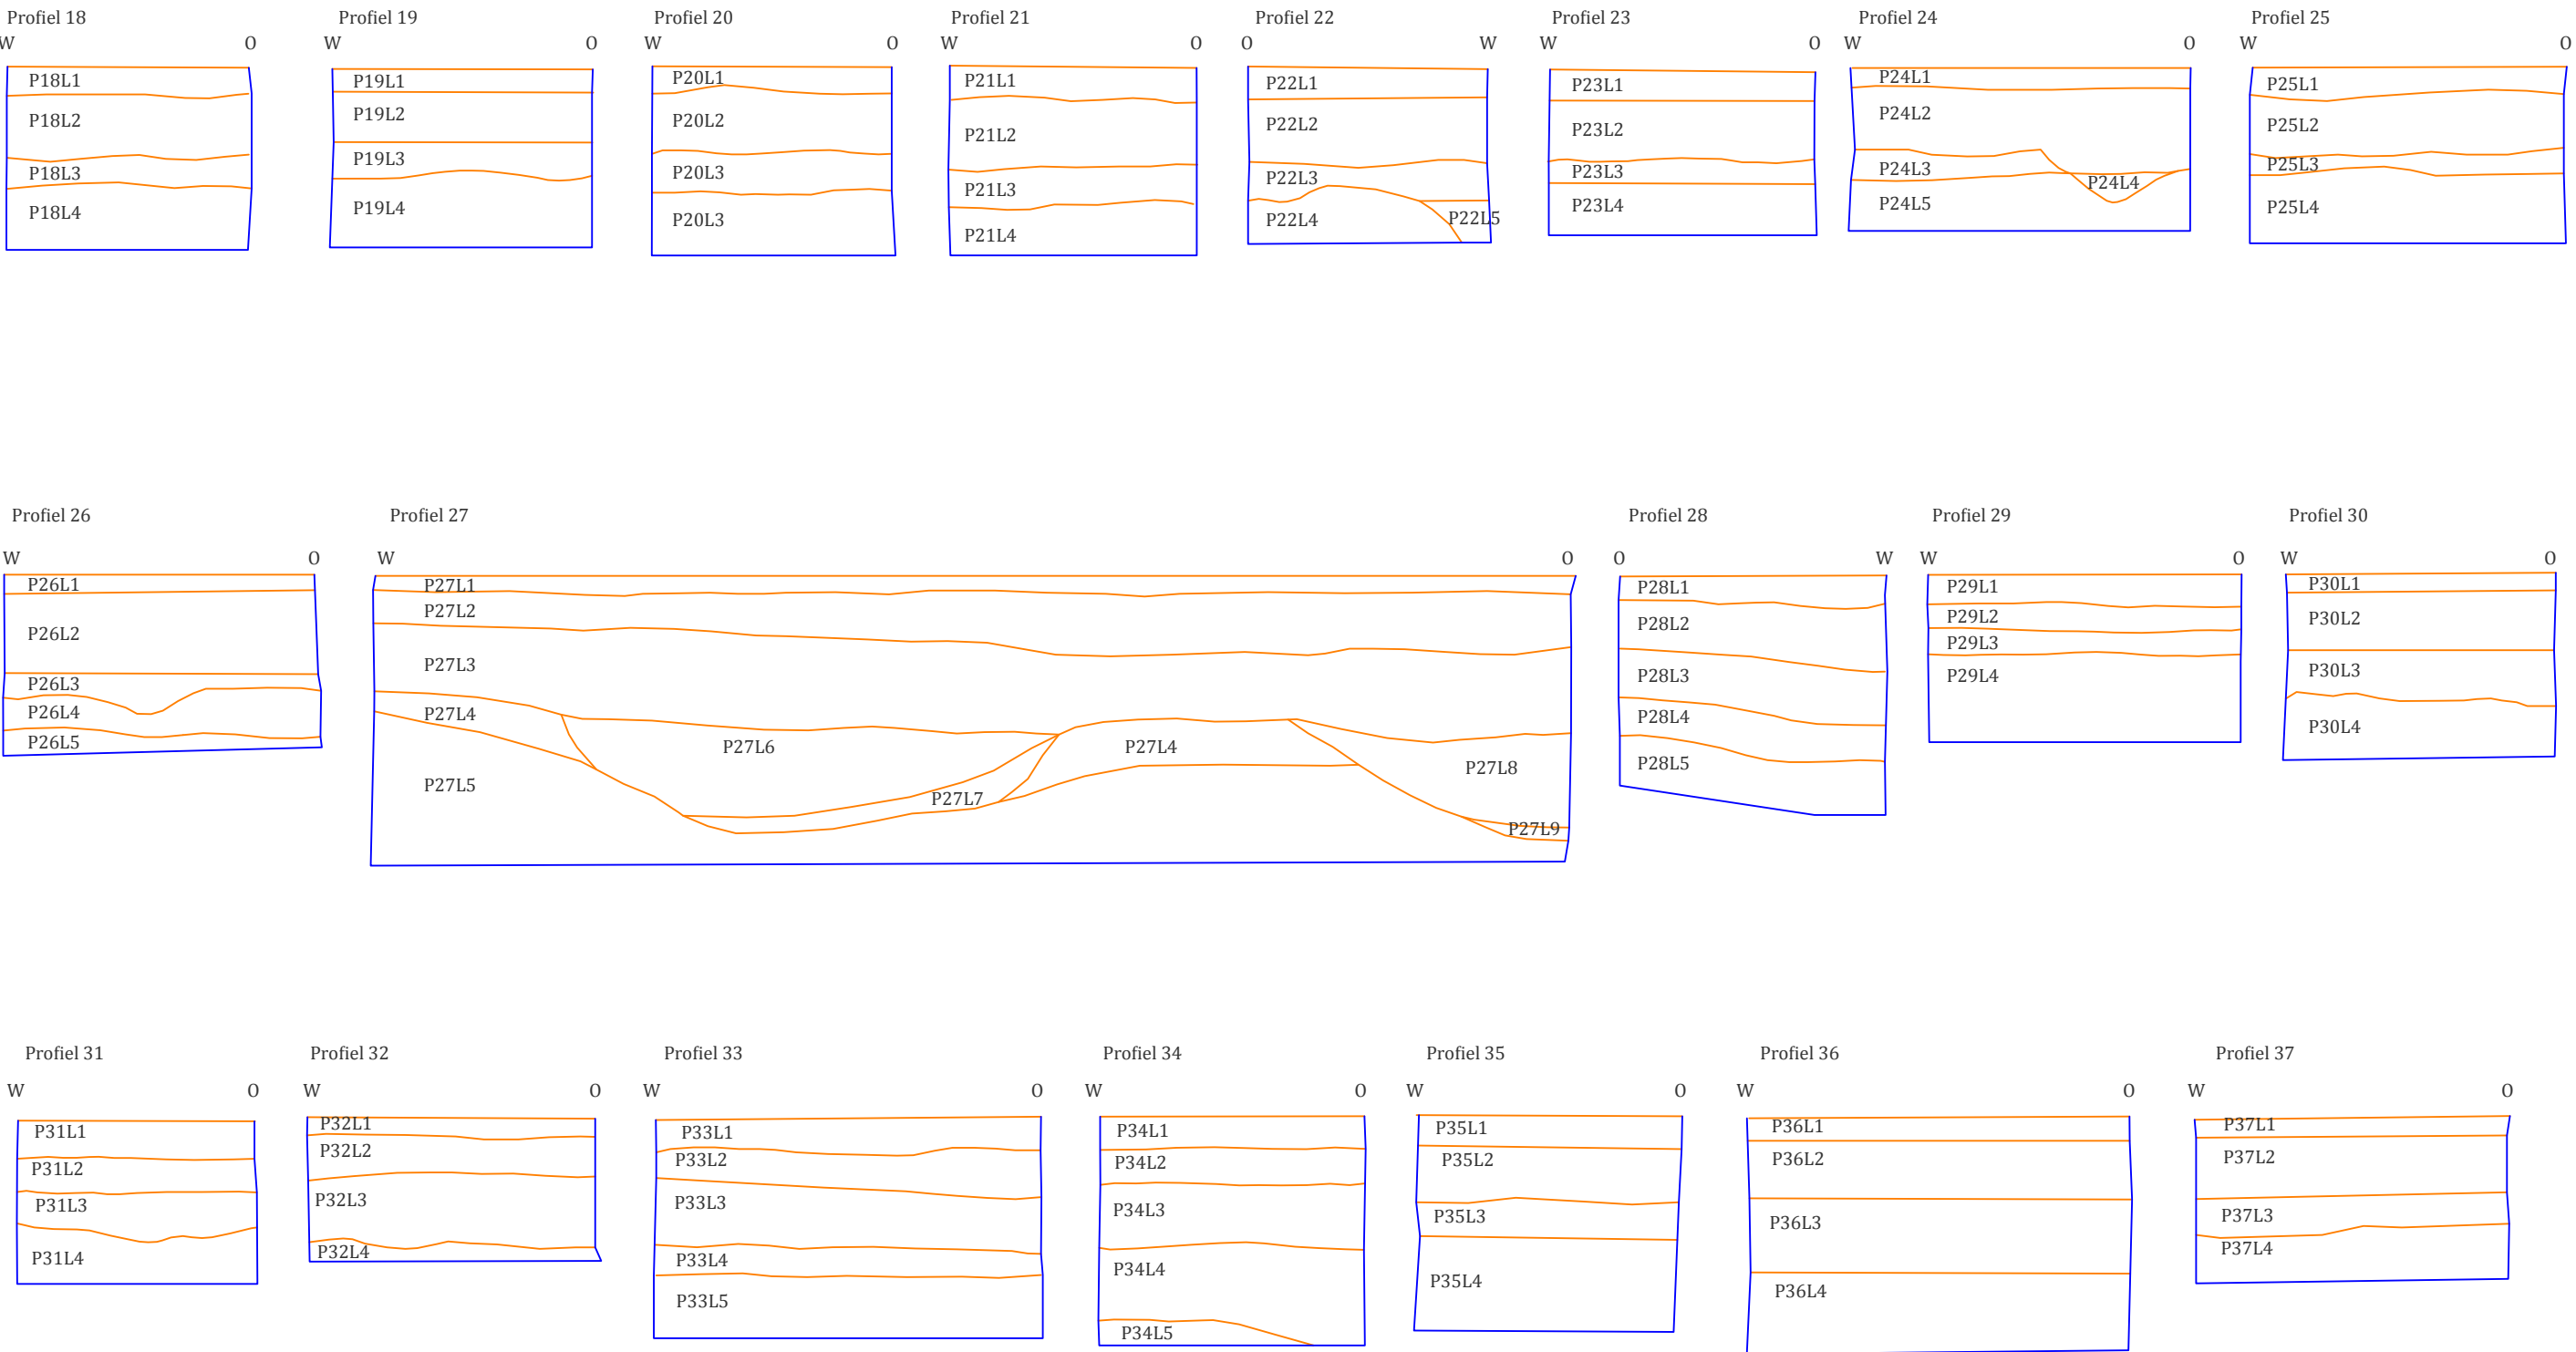 Profiel 18
W O
P18L1
P18L2
P18L3
P18L4
Profiel 19
W O
P19L1
P19L2
P19L3
P19L4
Profiel 20
W O
P20L1
P20L2
P20L3
P20L3
Profiel 21
W O
P21L1
P21L2
P21L3
P21L4
Profiel 22
O W
P22L1
P22L2
P22L3
P22L4
P22L5
Profiel 23
W O
P23L1
P23L2
P23L3
P23L4
Profiel 24
W O
P24L1
P24L2
P24L3
P24L4
P24L5
Profiel 25
W O
P25L1
P25L2
P25L3
P25L4
Profiel 26
W O
P26L1
P26L2
P26L3
P26L4
P26L5
Profiel 27
W O
P27L1
P27L2
P27L3
P27L4
P27L6
P27L4
P27L8
P27L5
P27L7
P27L9
Profiel 28
O W
P28L1
P28L2
P28L3
P28L4
P28L5
Profiel 29
W O
P29L1
P29L2
P29L3
P29L4
Profiel 30
W O
P30L1
P30L2
P30L3
P30L4
Profiel 31
W O
P31L1
P31L2
P31L3
P31L4
Profiel 32
W O
P32L1
P32L2
P32L3
P32L4
Profiel 33
W O
P33L1
P33L2
P33L3
P33L4
P33L5
Profiel 34
W O
P34L1
P34L2
P34L3
P34L4
P34L5
Profiel 35
W O
P35L1
P35L2
P35L3
P35L4
Profiel 36
W O
P36L1
P36L2
P36L3
P36L4
Profiel 37
W O
P37L1
P37L2
P37L3
P37L4